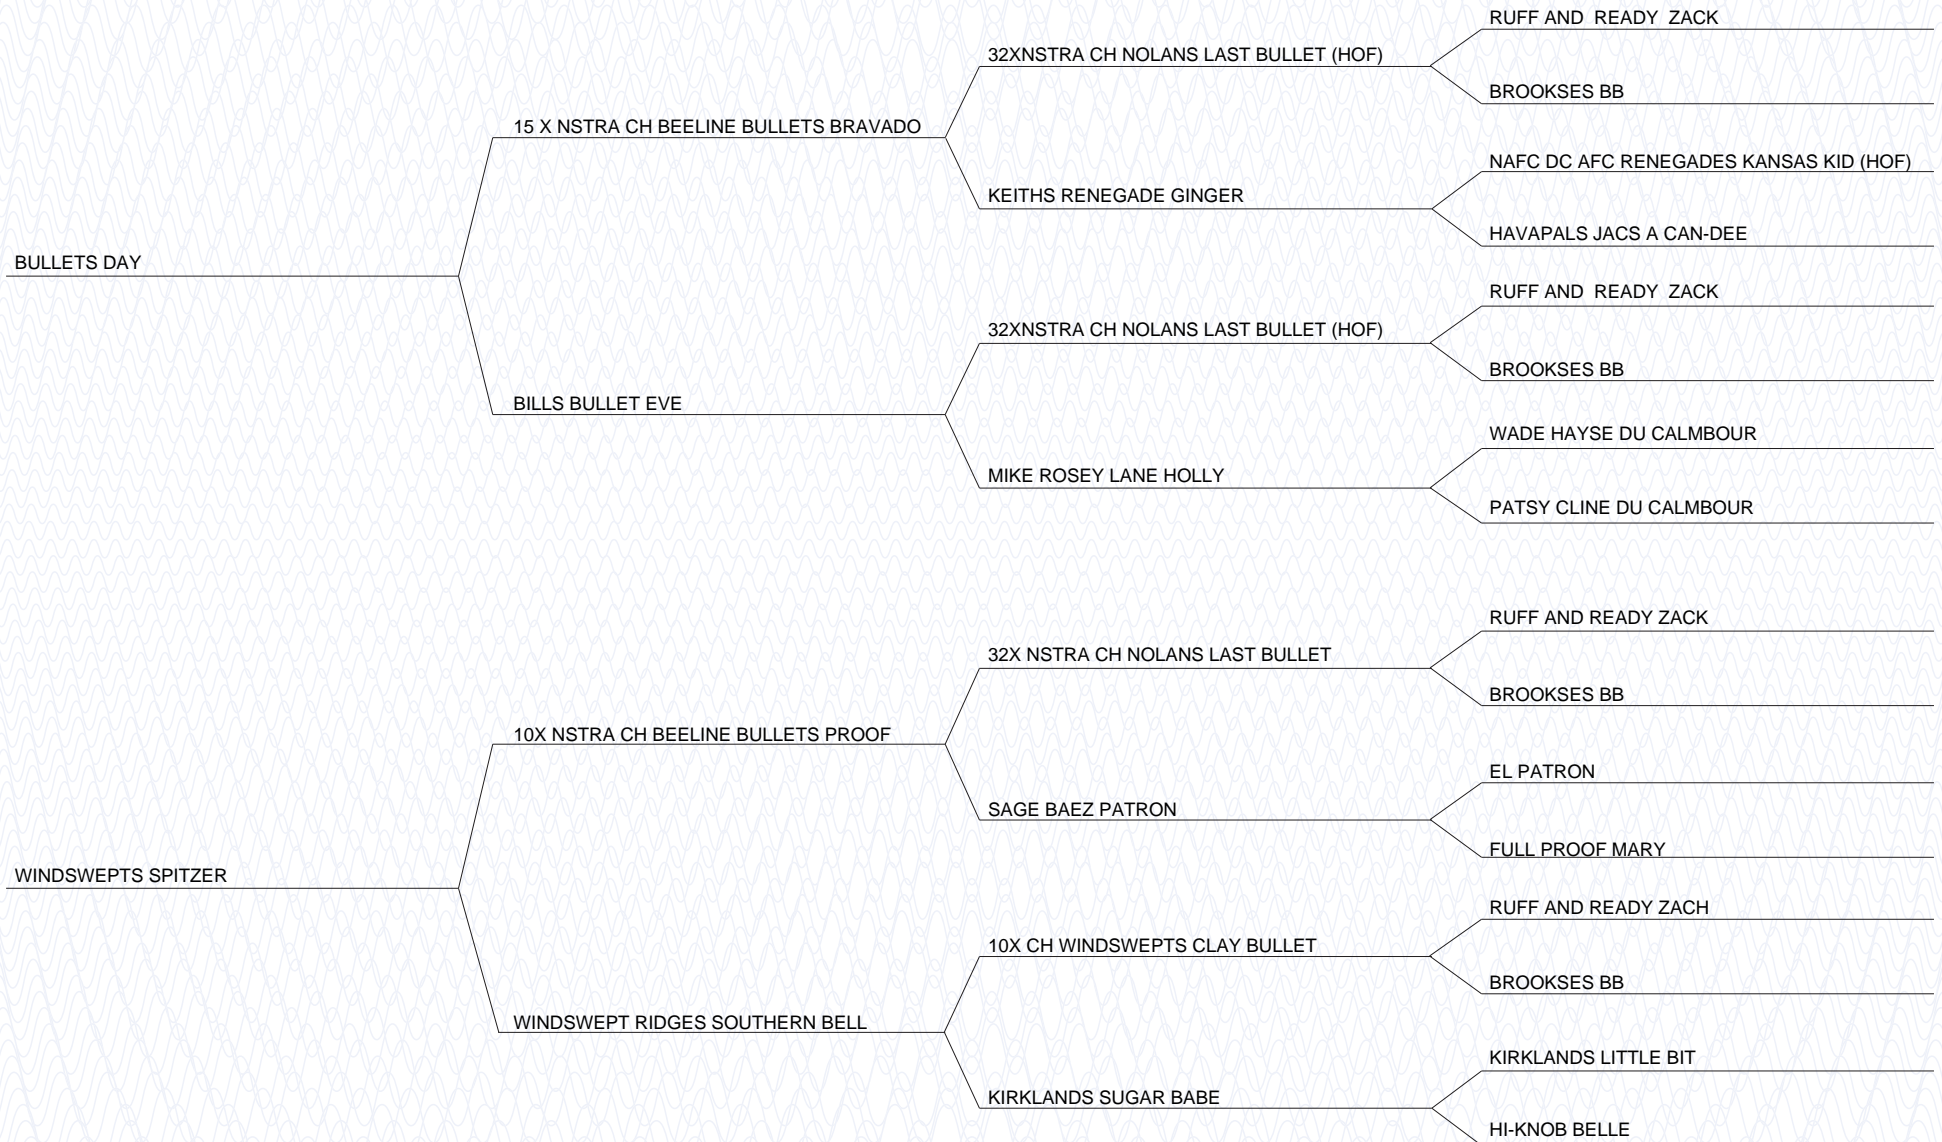 RUFF AND  READY  ZACK
32XNSTRA CH NOLANS LAST BULLET (HOF)
BROOKSES BB
15 X NSTRA CH BEELINE BULLETS BRAVADO
NAFC DC AFC RENEGADES KANSAS KID (HOF)
KEITHS RENEGADE GINGER
HAVAPALS JACS A CAN-DEE
BULLETS DAY
RUFF AND  READY  ZACK
32XNSTRA CH NOLANS LAST BULLET (HOF)
BROOKSES BB
BILLS BULLET EVE
WADE HAYSE DU CALMBOUR
MIKE ROSEY LANE HOLLY
PATSY CLINE DU CALMBOUR
RUFF AND READY ZACK
32X NSTRA CH NOLANS LAST BULLET
BROOKSES BB
10X NSTRA CH BEELINE BULLETS PROOF
EL PATRON
SAGE BAEZ PATRON
FULL PROOF MARY
WINDSWEPTS SPITZER
RUFF AND READY ZACH
10X CH WINDSWEPTS CLAY BULLET
BROOKSES BB
WINDSWEPT RIDGES SOUTHERN BELL
KIRKLANDS LITTLE BIT
KIRKLANDS SUGAR BABE
HI-KNOB BELLE